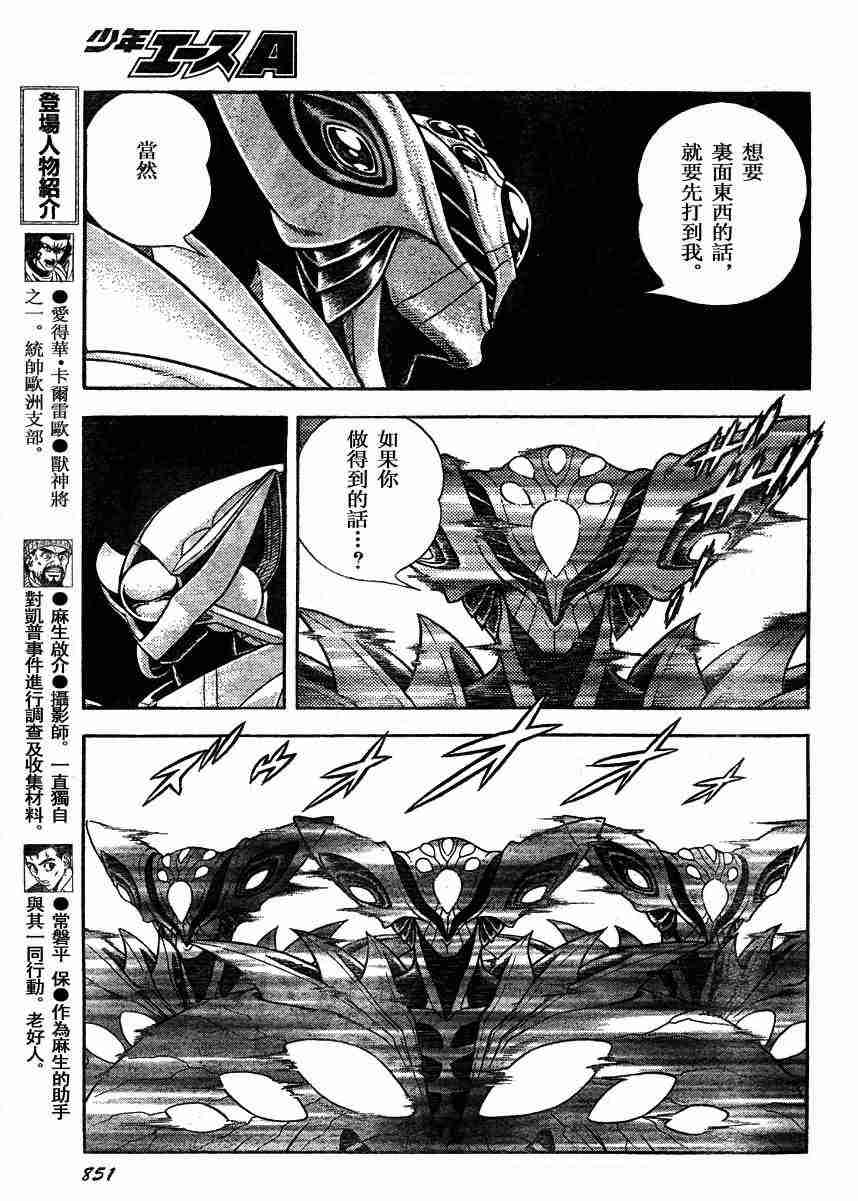 少年エースA
想要
裏面東西的話，
就要先打到我。
當然
如果你
做得到的話…？
登場人物紹介
●愛得華・卡爾雷歐●獸神將
之一。統帥歐洲支部。
●麻生啟介●攝影師。一直獨自
對凱普事件進行調查及收集材料。
●常磐平 保●作為麻生的助手
與其一同行動。老好人。
851